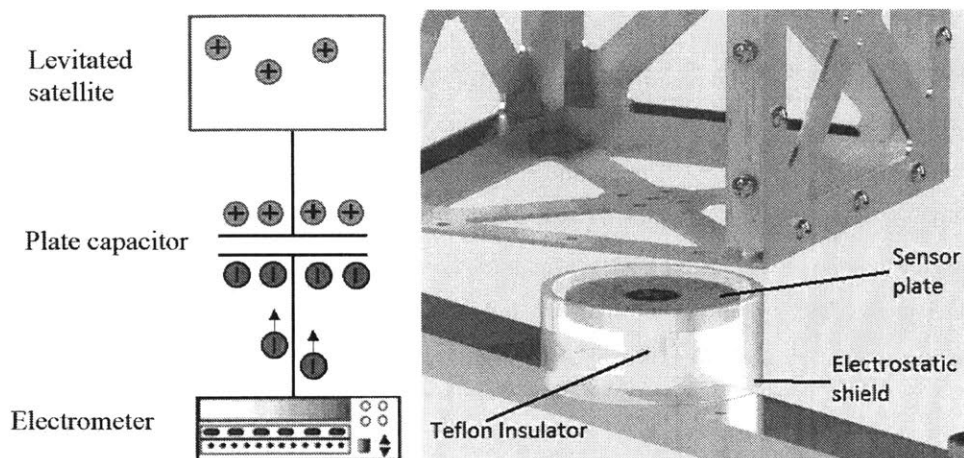 Levitated
satellite
Plate capacitor
Electrometer
Sensor
plate
Electrostatic
shield
Teflon Insulator